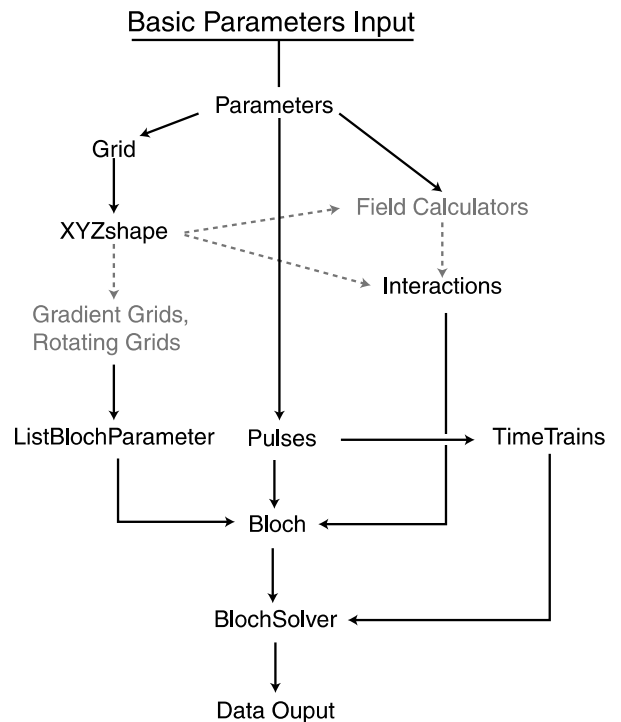 Basic Parameters Input
Parameters
Grid
Field Calculators
XYZshape
Interactions
Gradient Grids,
Rotating Grids
ListBlochParameter
Pulses
TimeTrains
Bloch
BlochSolver
Data Ouput